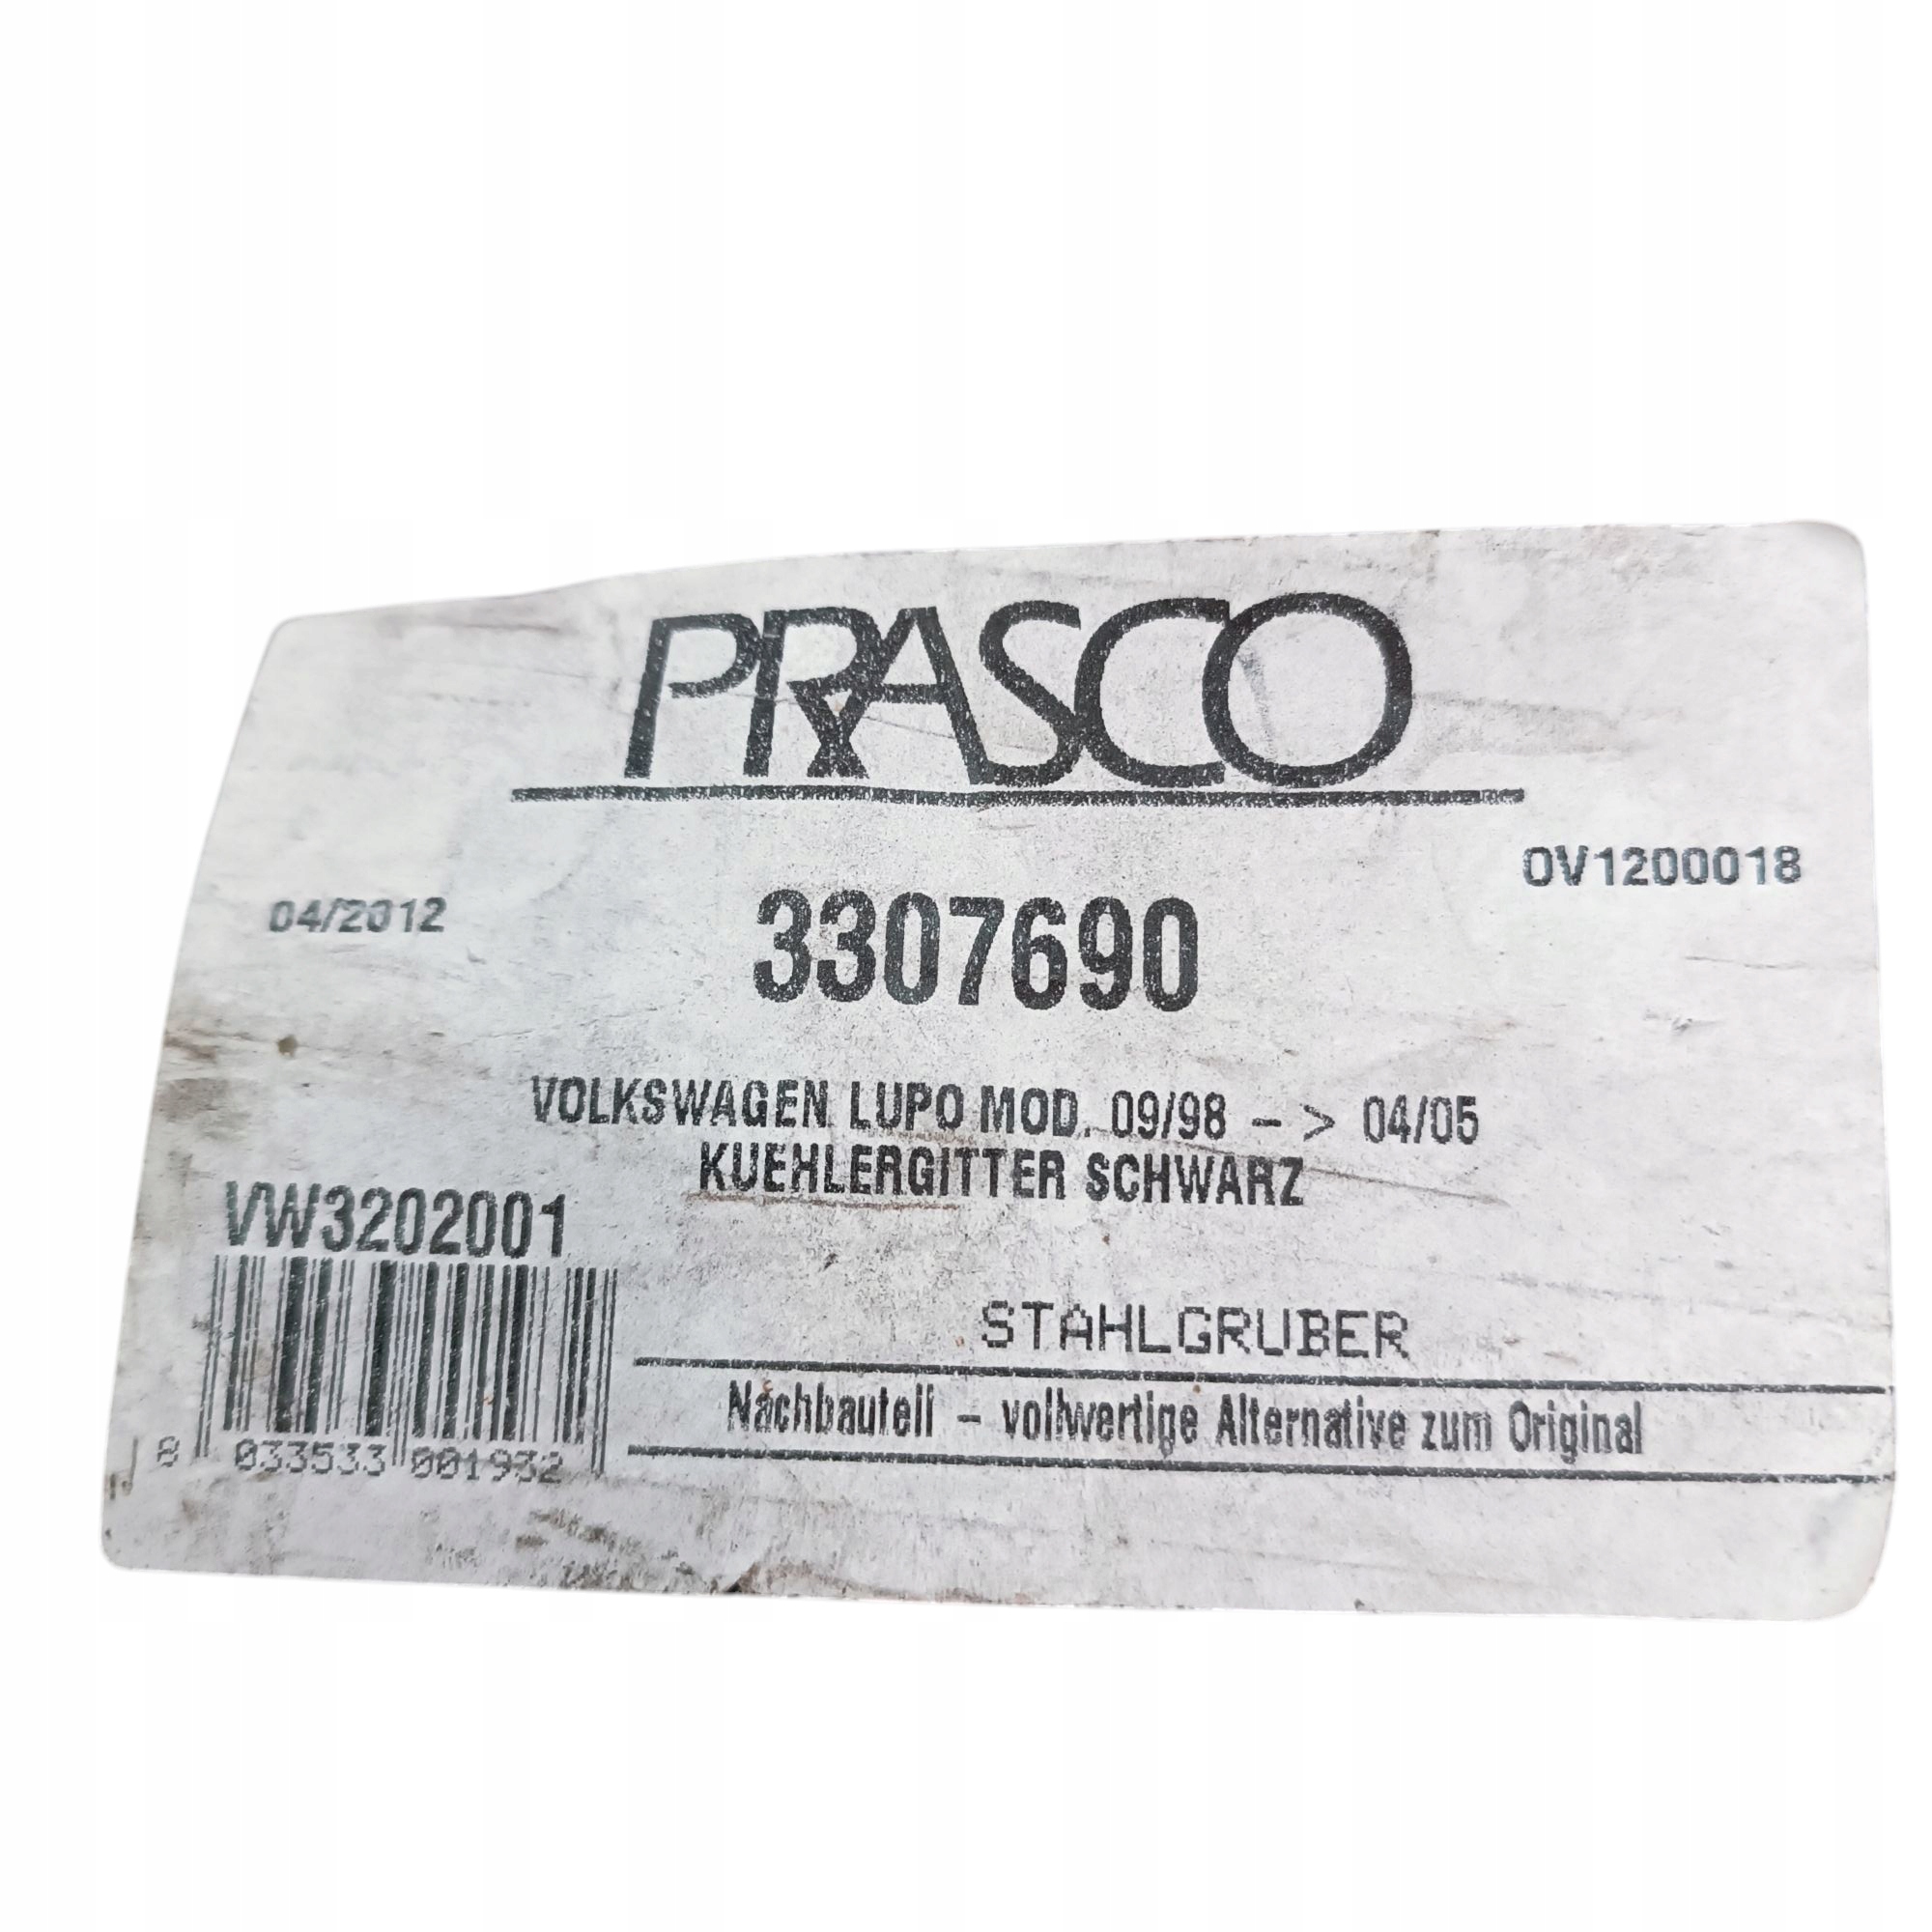 PRASCO
OV1200018
04/2012
3307690
VOLKSWAGEN LUPO MOD. 09/98 - > 04/05
KUEHLERGITTER SCHWARZ
VW3202001
STAHLGRUBER
Nachbauteil - vollwertige Alternative zum Original
8 033533 001932